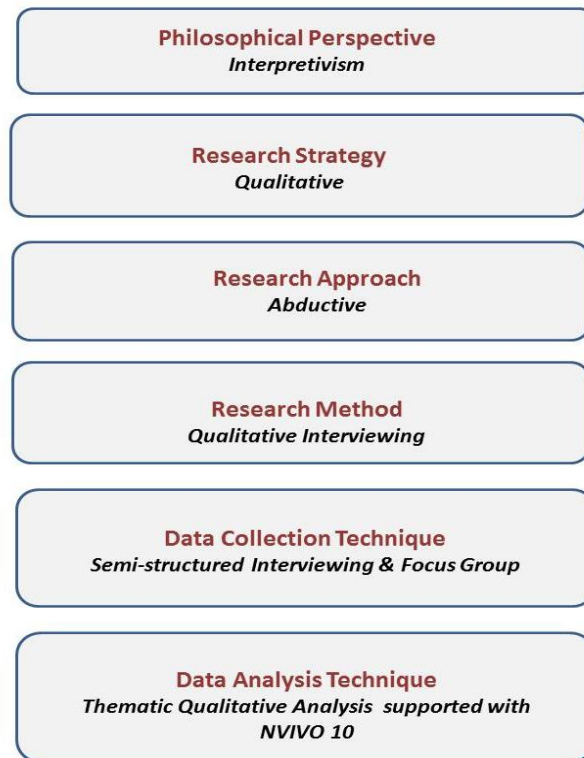 Philosophical Perspective
Interpretivism
Research Strategy
Qualitative
Research Approach
Abductive
Research Method
Qualitative Interviewing
Data Collection Technique
Semi-structured Interviewing & Focus Group
Data Analysis Technique
Thematic Qualitative Analysis supported with
NVIVO 10